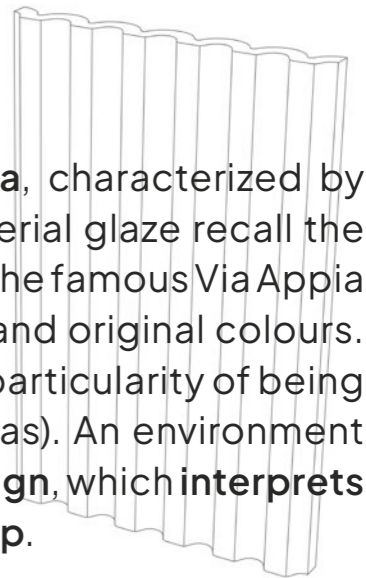 a, characterized by
erial glaze recall the
he famous Via Appia
and original colours.
particularity of being
as). An environment
gn, which interprets
p.